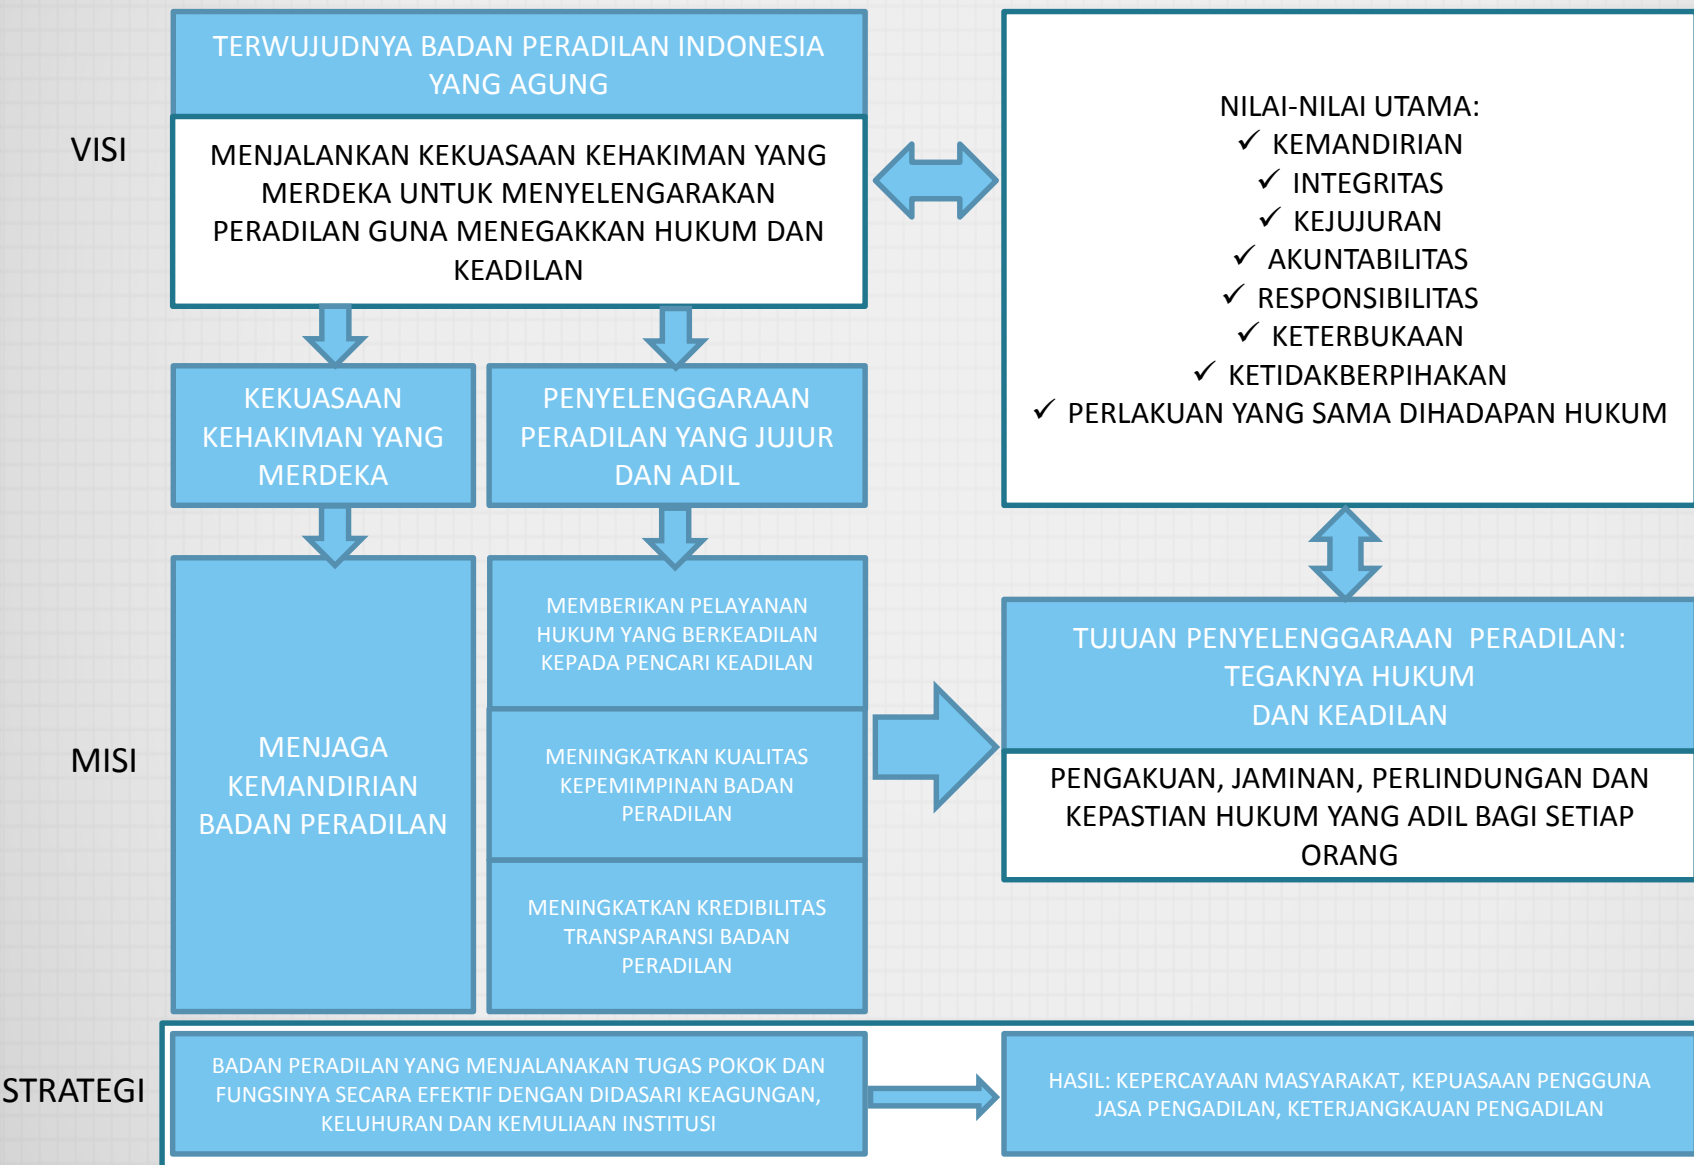 VISI
TERWUJUDNYA BADAN PERADILAN INDONESIA
YANG AGUNG
MENJALANKAN KEKUASAAN KEHAKIMAN YANG
MERDEKA UNTUK MENYELENGARAKAN
PERADILAN GUNA MENEGAKKAN HUKUM DAN
KEADILAN
NILAI-NILAI UTAMA:
✓ KEMANDIRIAN
✓ INTEGRITAS
✓ KEJUJURAN
✓ AKUNTABILITAS
✓ RESPONSIBILITAS
✓ KETERBUKAAN
✓ KETIDAKBERPIHAKAN
✓ PERLAKUAN YANG SAMA DIHADAPAN HUKUM
KEKUASAAN
KEHAKIMAN YANG
MERDEKA
PENYELENGGARAAN
PERADILAN YANG JUJUR
DAN ADIL
MISI
MENJAGA
KEMANDIRIAN
BADAN PERADILAN
MEMBERIKAN PELAYANAN
HUKUM YANG BERKEADILAN
KEPADA PENCARI KEADILAN
MENINGKATKAN KUALITAS
KEPEMIMPINAN BADAN
PERADILAN
MENINGKATKAN KREDIBILITAS
TRANSPARANSI BADAN
PERADILAN
TUJUAN PENYELENGGARAAN PERADILAN:
TEGAKNYA HUKUM
DAN KEADILAN
PENGAKUAN, JAMINAN, PERLINDUNGAN DAN
KEPASTIAN HUKUM YANG ADIL BAGI SETIAP
ORANG
STRATEGI
BADAN PERADILAN YANG MENJALANAKAN TUGAS POKOK DAN
FUNGSINYA SECARA EFEKTIF DENGAN DIDASARI KEAGUNGAN,
KELUHURAN DAN KEMULIAAN INSTITUSI
HASIL: KEPERCAYAAN MASYARAKAT, KEPUASAAN PENGGUNA
JASA PENGADILAN, KETERJANGKAUAN PENGADILAN